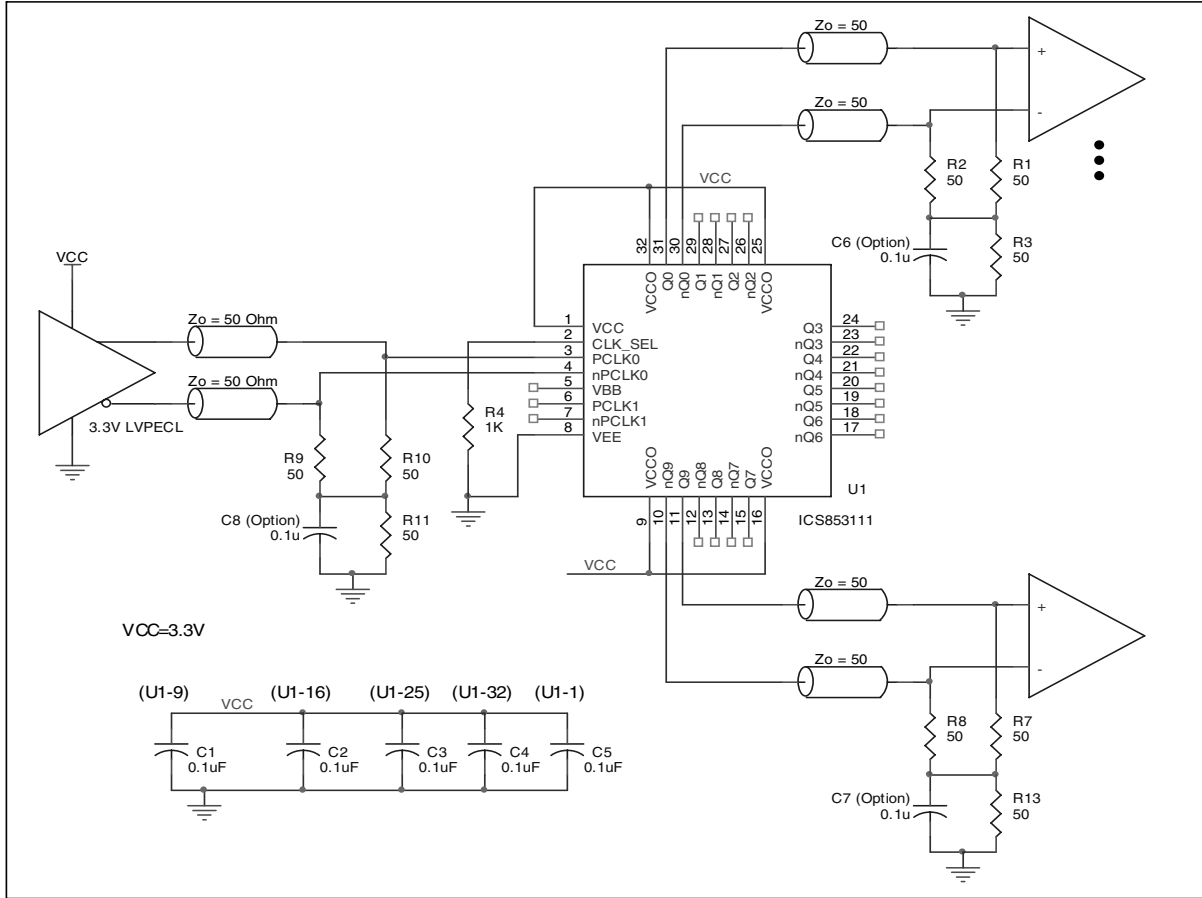 Zo = 50
+
Zo = 50
-
R2
50
R1
50
VCC
C6 (Option)
0.1u
R3
50
32
31
30
29
28
27
26
25
VCCO
Q0
nQ0
Q1
nQ1
Q2
nQ2
VCCO
VCC
Zo = 50 Ohm
Zo = 50 Ohm
3.3V LVPECL
1
2
3
4
5
6
7
8
VCC
CLK_SEL
PCLK0
nPCLK0
VBB
PCLK1
nPCLK1
VEE
Q3
nQ3
Q4
nQ4
Q5
nQ5
Q6
nQ6
24
23
22
21
20
19
18
17
R4
1K
R9
50
R10
50
C8 (Option)
0.1u
R11
50
VCCO
nQ9
Q9
nQ8
Q8
nQ7
Q7
VCCO
9
10
11
12
13
14
15
16
U1
ICS853111
VCC
Zo = 50
+
Zo = 50
-
R8
50
R7
50
C7 (Option)
0.1u
R13
50
VCC=3.3V
(U1-9)
(U1-16)
(U1-25)
(U1-32)
(U1-1)
VCC
C1
0.1uF
C2
0.1uF
C3
0.1uF
C4
0.1uF
C5
0.1uF